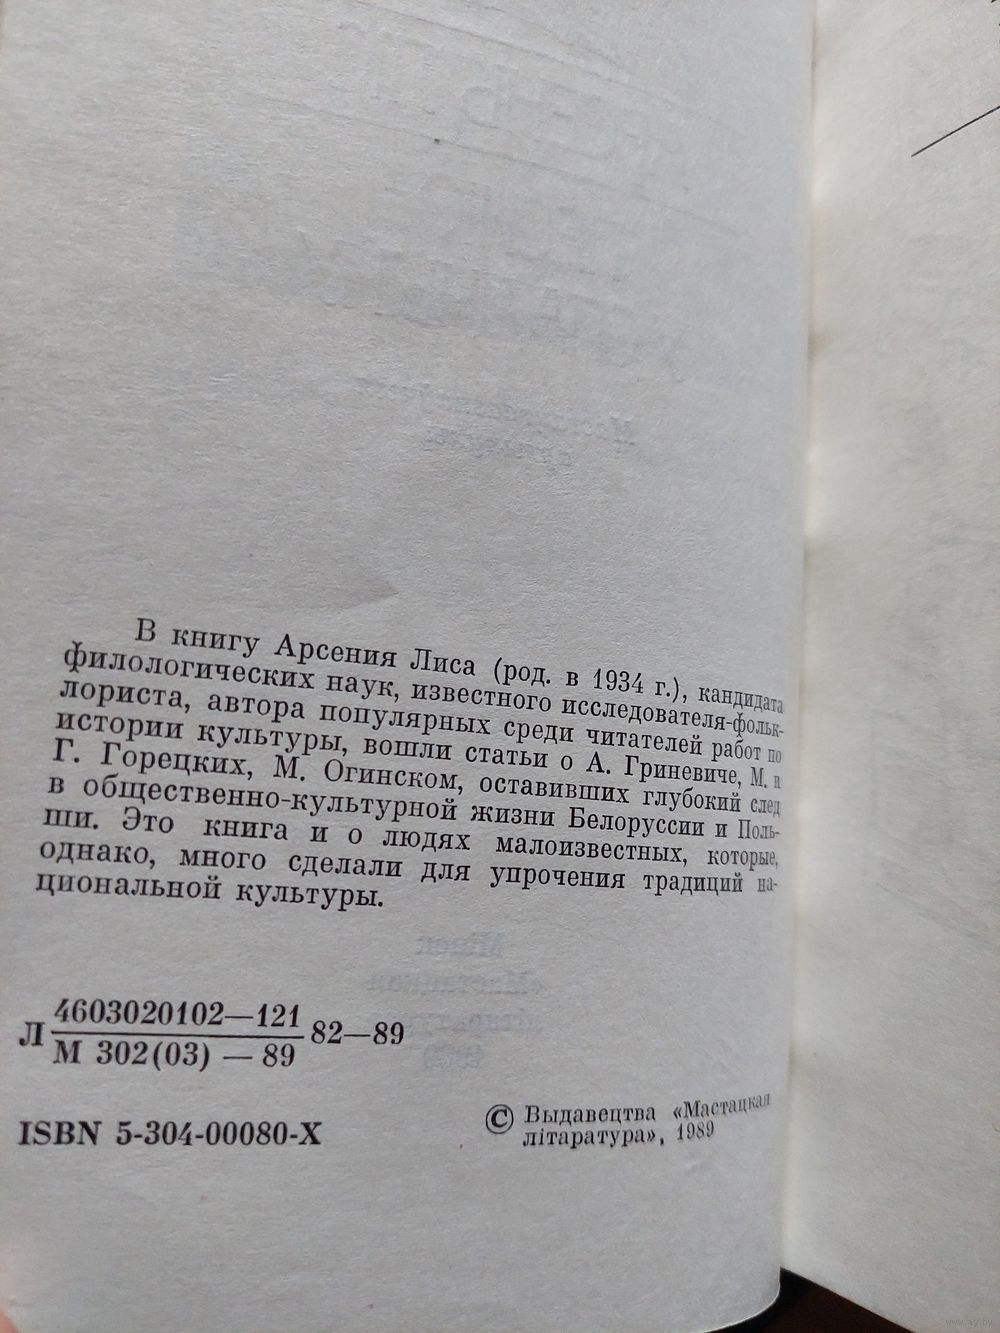 В книгу Арсения Лиса (род. в 1934 г.), кандидата
филологических наук, известного исследователя-фольк-
лориста, автора популярных среди читателей работ по
истории культуры, вошли статьи о А. Гриневиче, М. и
Г. Горецких, М. Огинском, оставивших глубокий след
в общественно-культурной жизни Белоруссии и Поль-
ши. Это книга и о людях малоизвестных, которые,
однако, много сделали для упрочения традиций на-
циональной культуры.
Л 4603020102—121 82—89
М 302(03) — 89
ISBN 5-304-00080-X
© Выдавецтва «Мастацкая
літаратура», 1989
www.ay.by